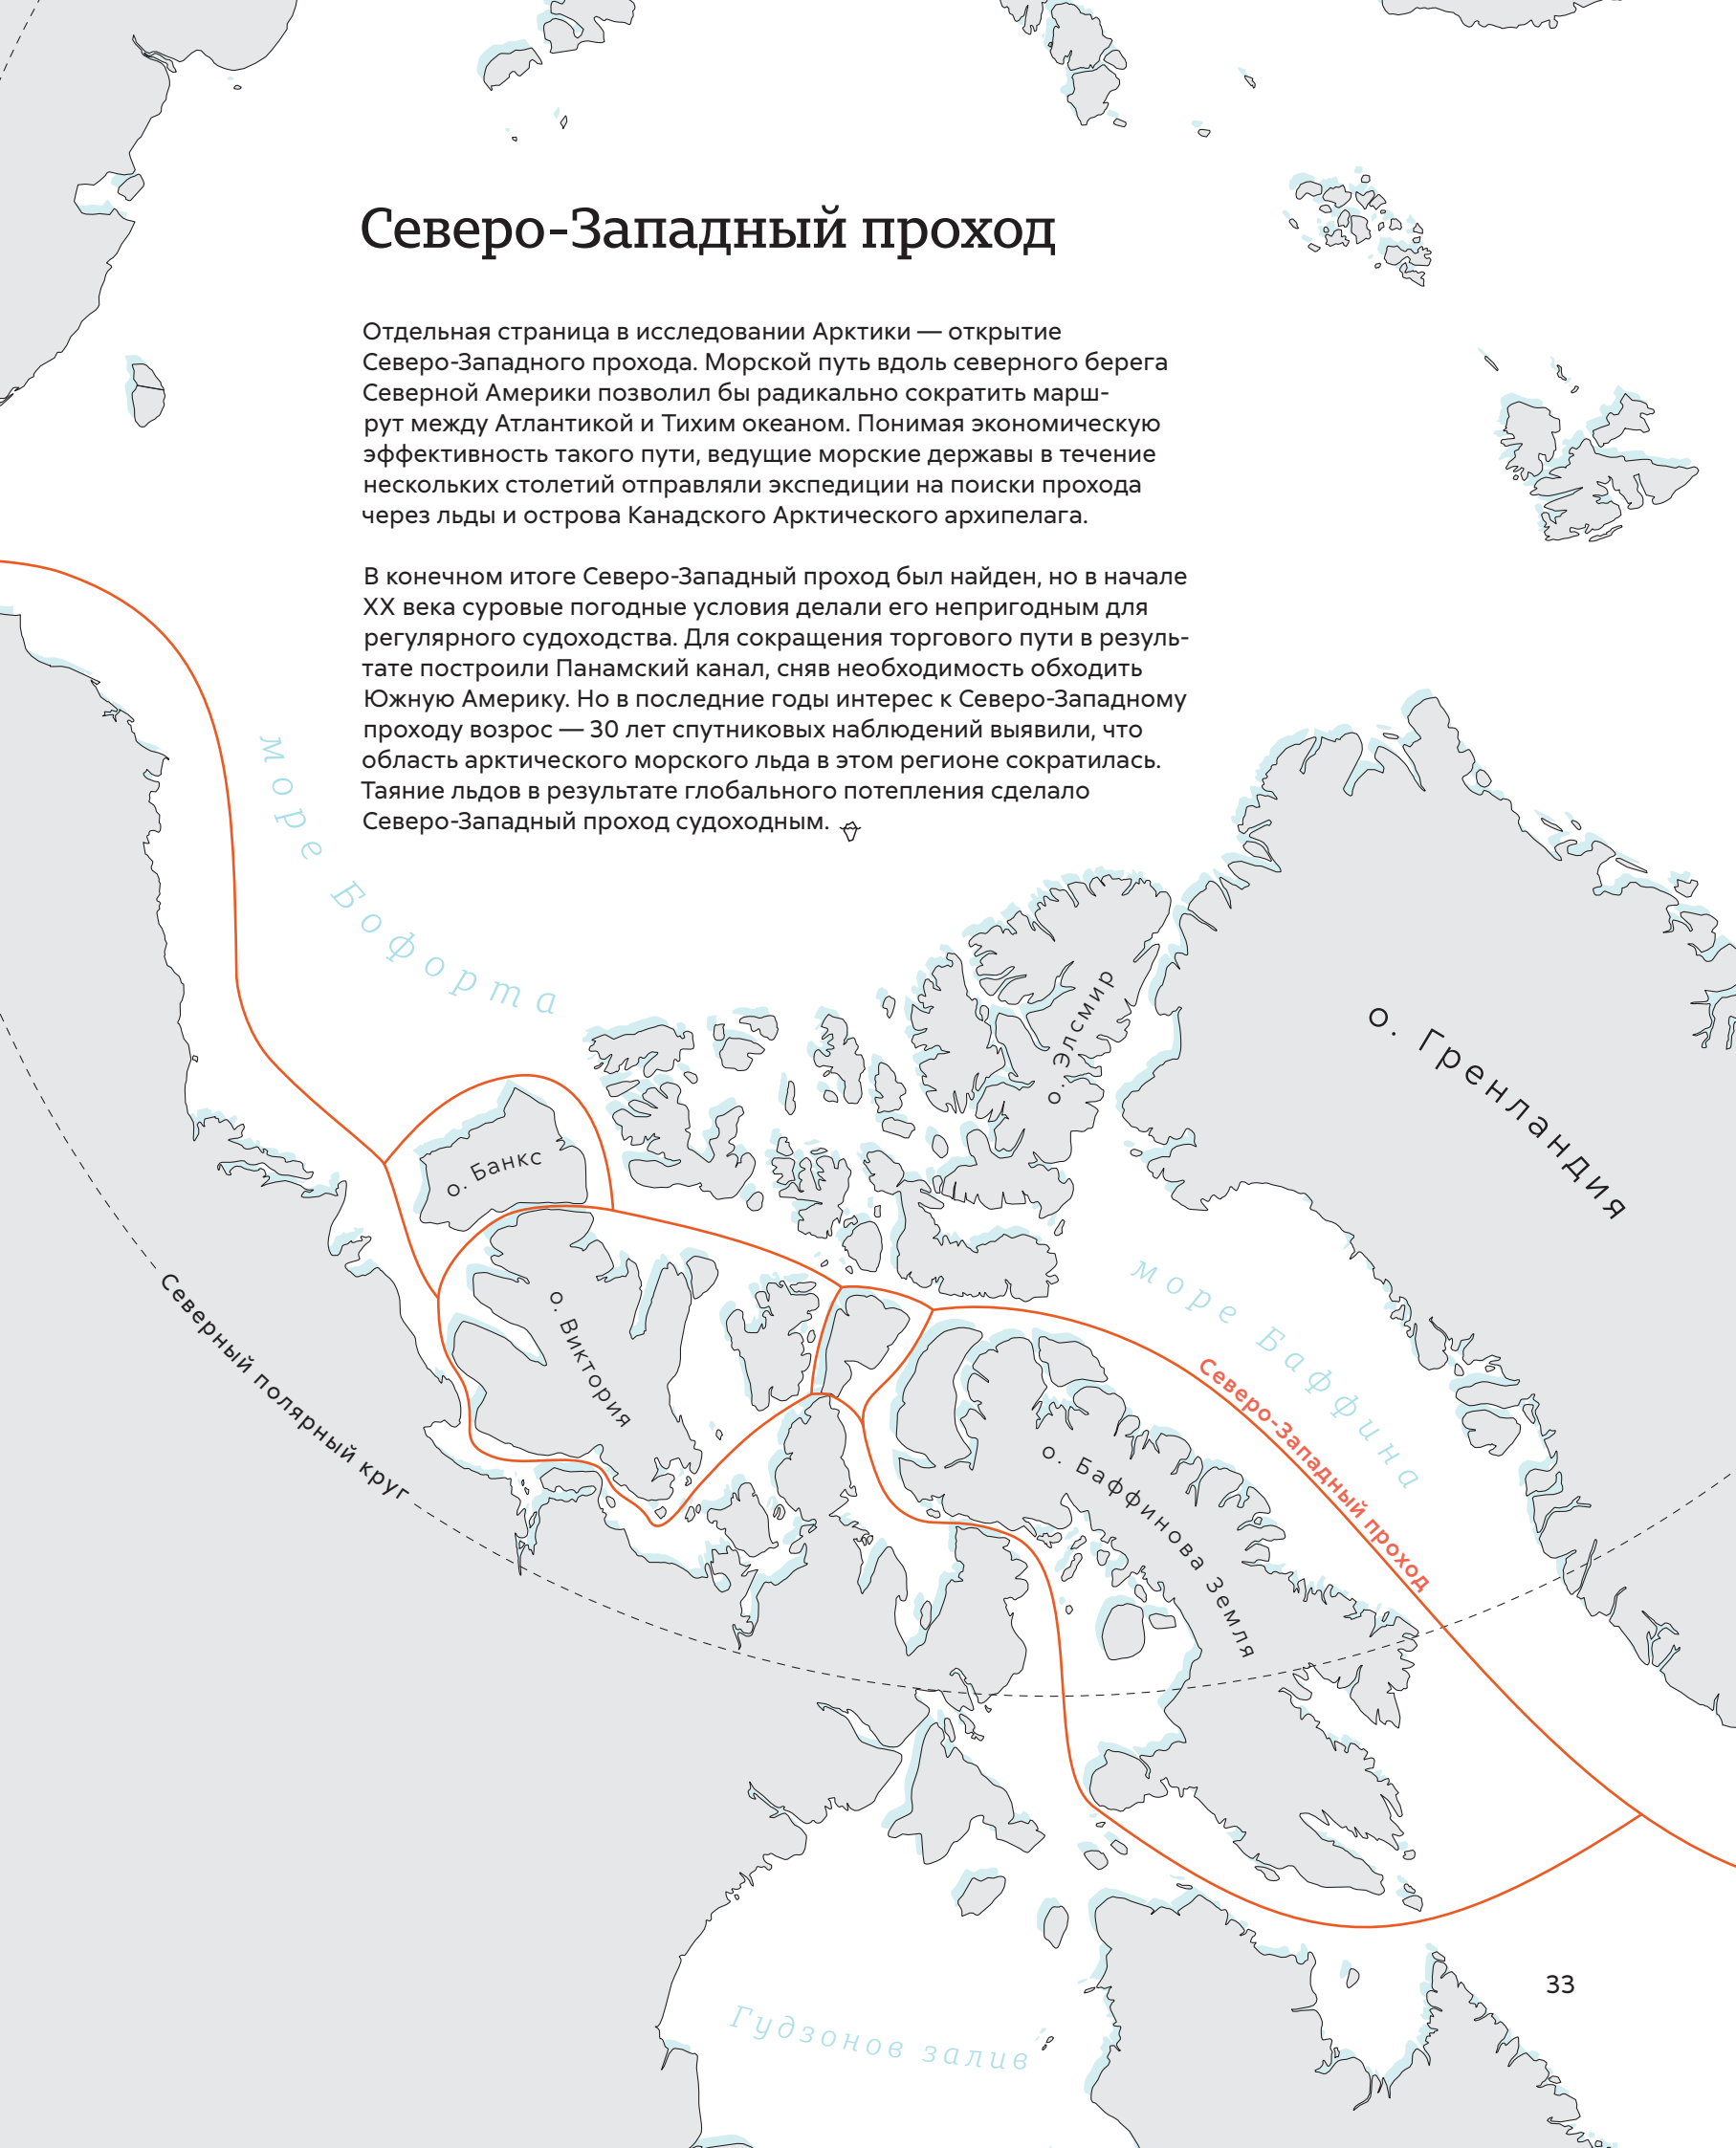 Северо-Западный проход
Отдельная страница в исследовании Арктики — открытие
Северо-Западного прохода. Морской путь вдоль северного берега
Северной Америки позволил бы радикально сократить марш-
рут между Атлантикой и Тихим океаном. Понимая экономическую
эффективность такого пути, ведущие морские державы в течение
нескольких столетий отправляли экспедиции на поиски прохода
через льды и острова Канадского Арктического архипелага.
В конечном итоге Северо-Западный проход был найден, но в начале
XX века суровые погодные условия делали его непригодным для
регулярного судоходства. Для сокращения торгового пути в резуль-
тате построили Панамский канал, сняв необходимость обходить
Южную Америку. Но в последние годы интерес к Северо-Западному
проходу возрос — 30 лет спутниковых наблюдений выявили, что
область арктического морского льда в этом регионе сократилась.
Таяние льдов в результате глобального потепления сделало
Северо-Западный проход судоходным.
море Бофорта
о. Элсмир
о. Гренландия
о. Банкс
о. Виктория
море Баффина
Северо-Западный проход
Северный полярный круг
о. Баффинова Земля
Гудзонов залив
33